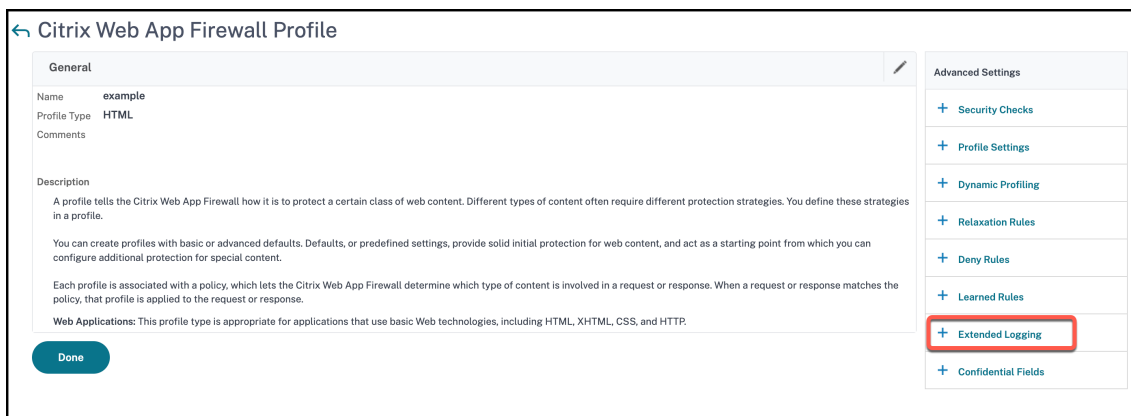 Citrix Web App Firewall Profile
General
Name example
Profile Type HTML
Comments
Description
A profile tells the Citrix Web App Firewall how it is to protect a certain class of web content. Different types of content often require different protection strategies. You define these strategies
in a profile.
You can create profiles with basic or advanced defaults. Defaults, or predefined settings, provide solid initial protection for web content, and act as a starting point from which you can
configure additional protection for special content.
Each profile is associated with a policy, which lets the Citrix Web App Firewall determine which type of content is involved in a request or response. When a request or response matches the
policy, that profile is applied to the request or response.
Web Applications: This profile type is appropriate for applications that use basic Web technologies, including HTML, XHTML, CSS, and HTTP.
Done
Advanced Settings
+ Security Checks
+ Profile Settings
+ Dynamic Profiling
+ Relaxation Rules
+ Deny Rules
+ Learned Rules
+ Extended Logging
+ Confidential Fields